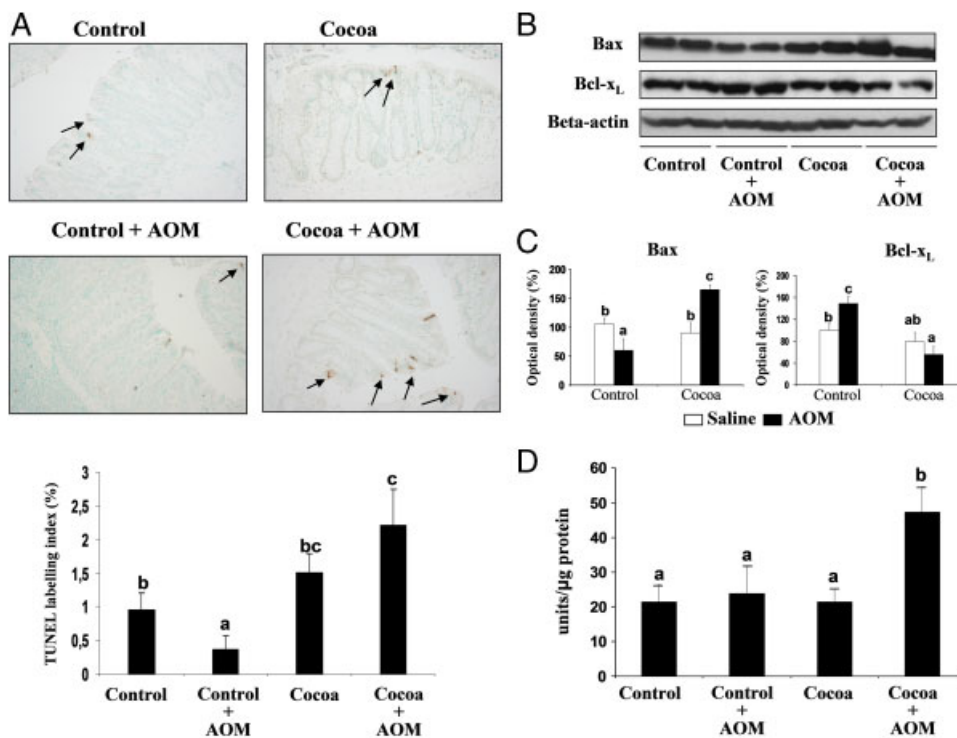 A
Control
Cocoa
Control + AOM
Cocoa + AOM
TUNEL labelling index (%)
3
2,5
2
1,5
1
0,5
0
b
a
bc
c
Control
Control
+
AOM
Cocoa
Cocoa
+
AOM
B
Bax
Bcl-xL
Beta-actin
Control
Control
+
AOM
Cocoa
Cocoa
+
AOM
C
Bax
Optical density (%)
200
150
100
50
0
b
a
b
c
Control
Cocoa
Bcl-xL
Optical density (%)
200
160
120
80
40
0
b
c
ab
a
Control
Cocoa
Saline
AOM
D
units/µg protein
60
50
40
30
20
10
0
a
a
a
b
Control
Control
+
AOM
Cocoa
Cocoa
+
AOM